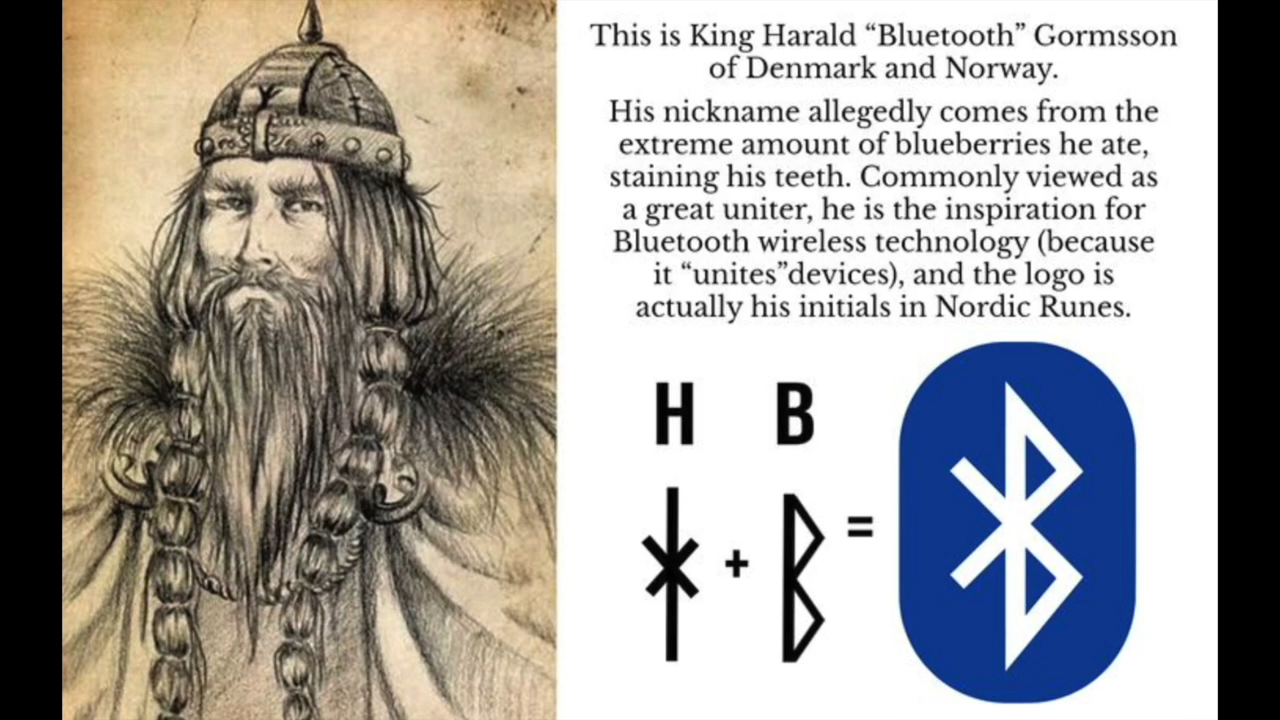 This is King Harald “Bluetooth” Gormsson
of Denmark and Norway.
His nickname allegedly comes from the
extreme amount of blueberries he ate,
staining his teeth. Commonly viewed as
a great uniter, he is the inspiration for
Bluetooth wireless technology (because
it “unites”devices), and the logo is
actually his initials in Nordic Runes.
H B
ᚼ + ᛒ =